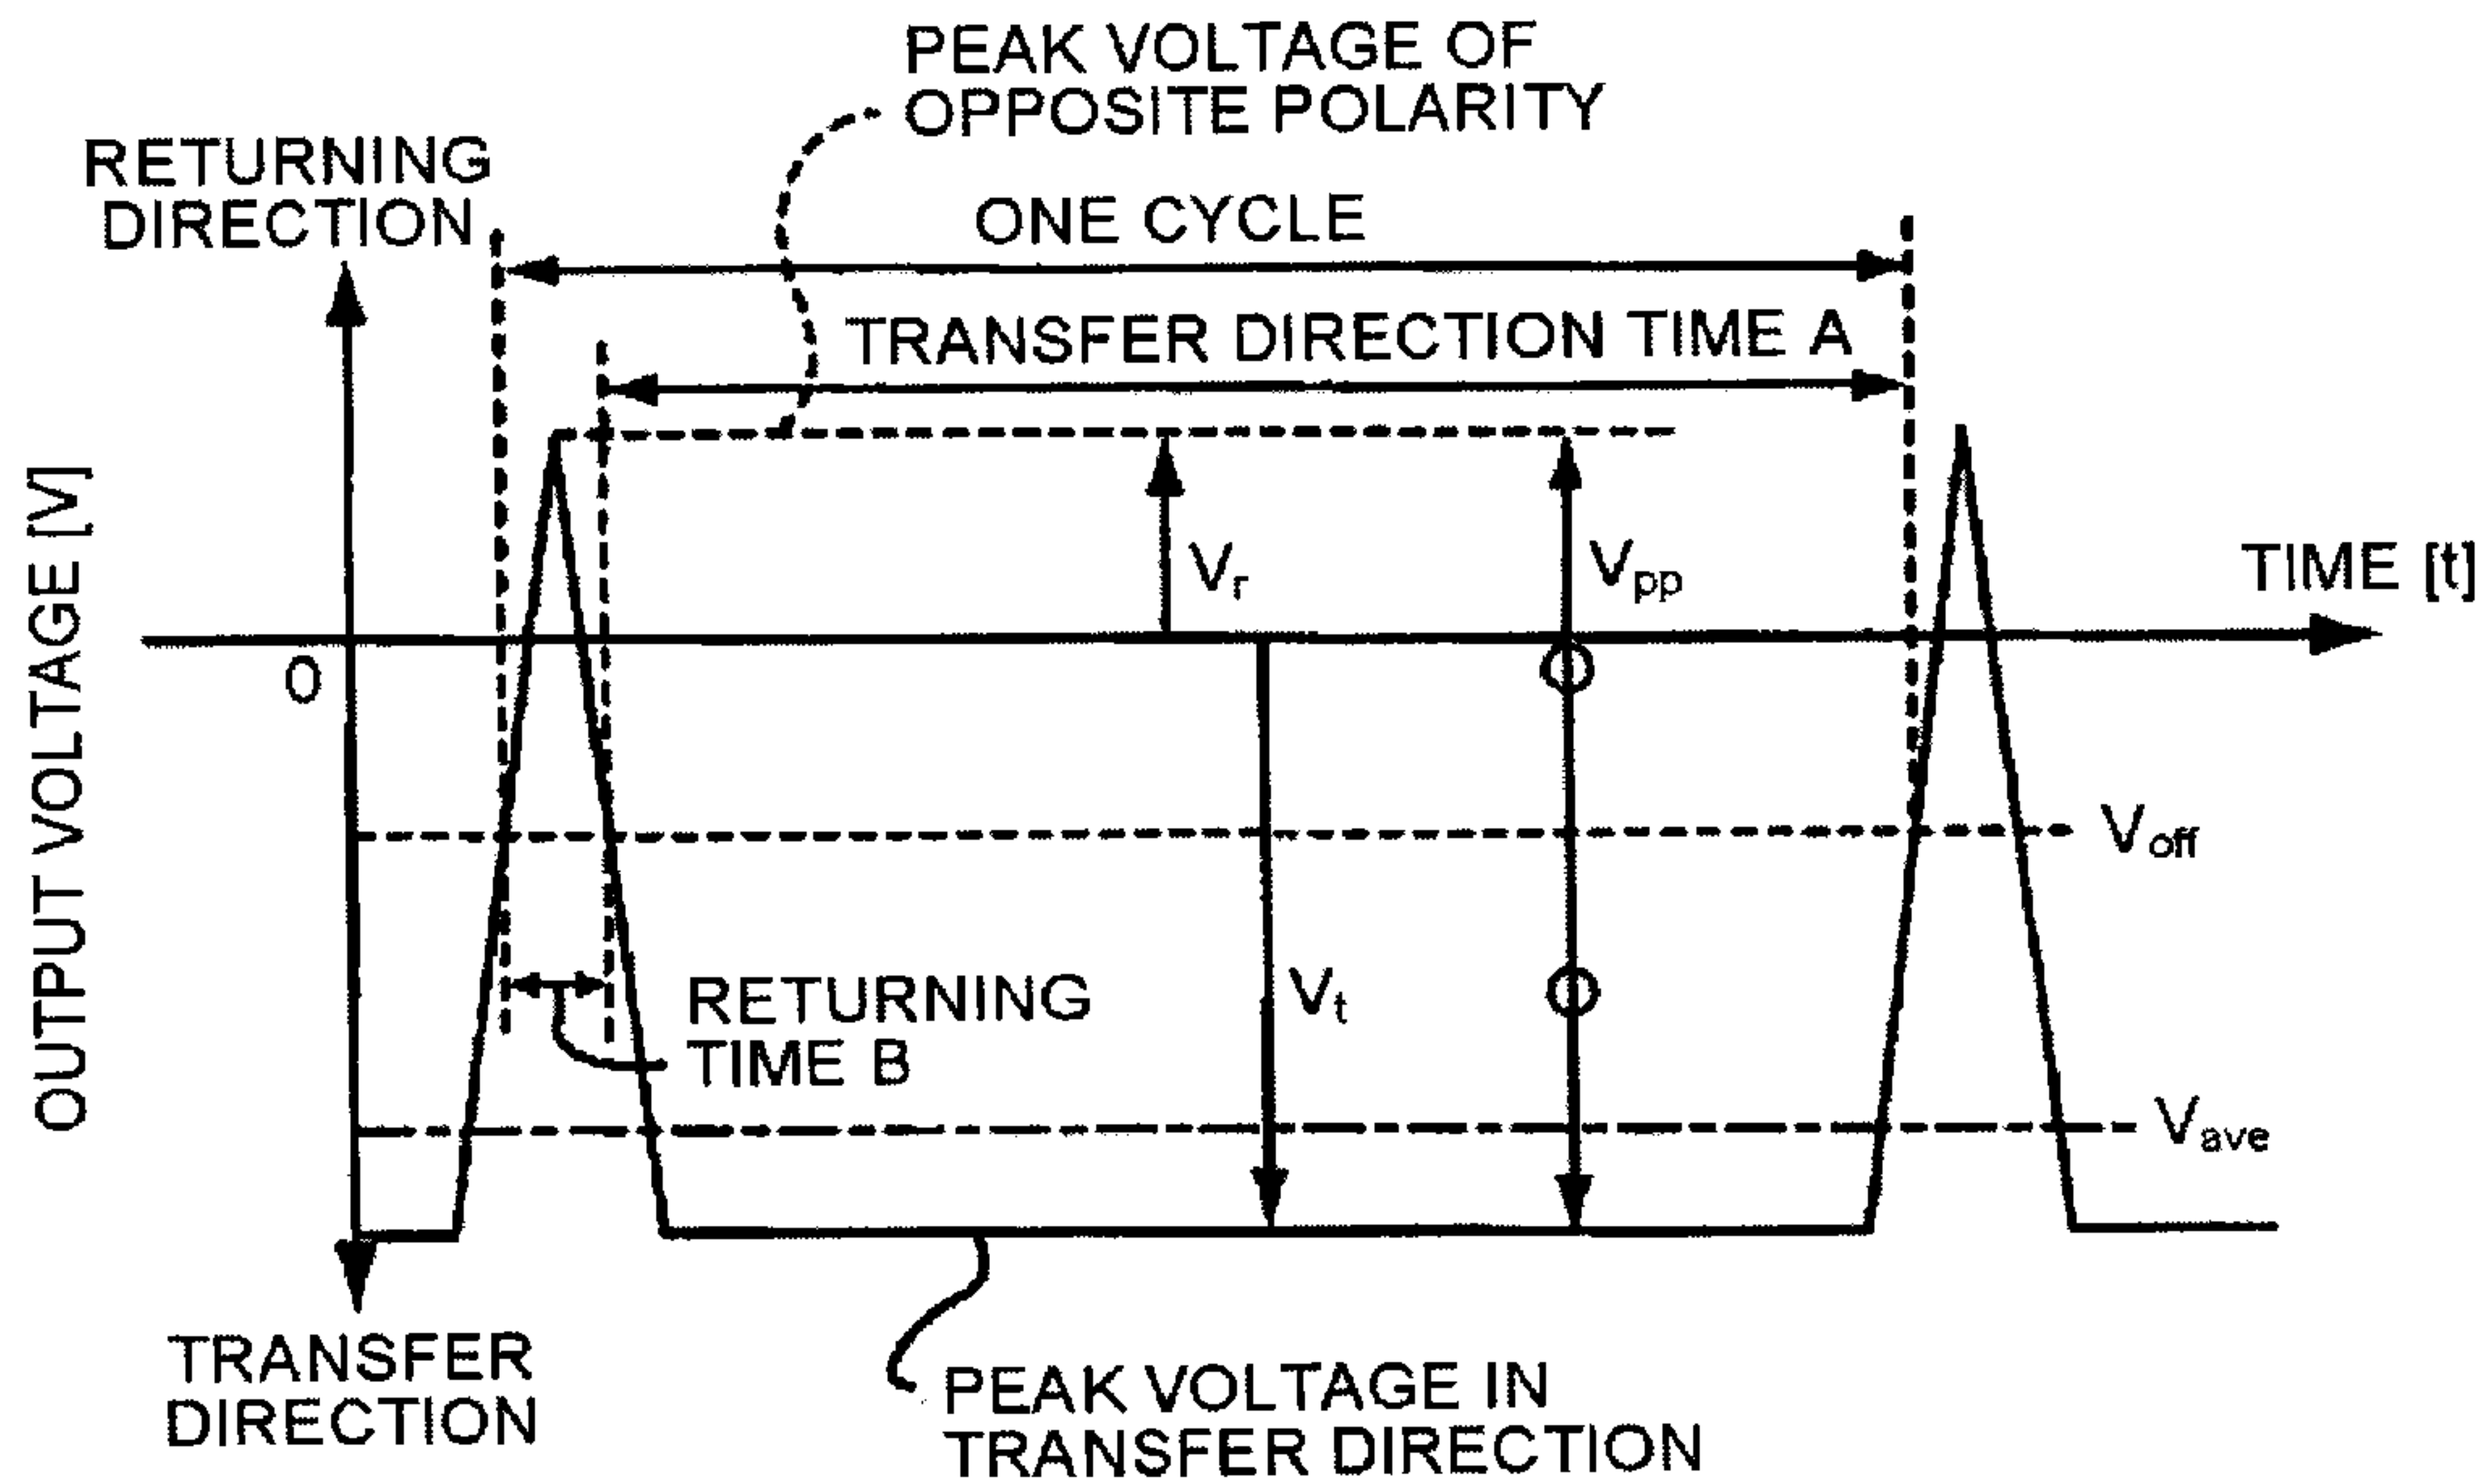 PEAK VOLTAGE OF
OPPOSITE POLARITY
RETURNING
DIRECTION
ONE CYCLE
TRANSFER DIRECTION TIME A
OUTPUT VOLTAGE [V]
Vr
Vpp
TIME [t]
0
Voff
RETURNING
TIME B
Vt
Vave
TRANSFER
DIRECTION
PEAK VOLTAGE IN
TRANSFER DIRECTION